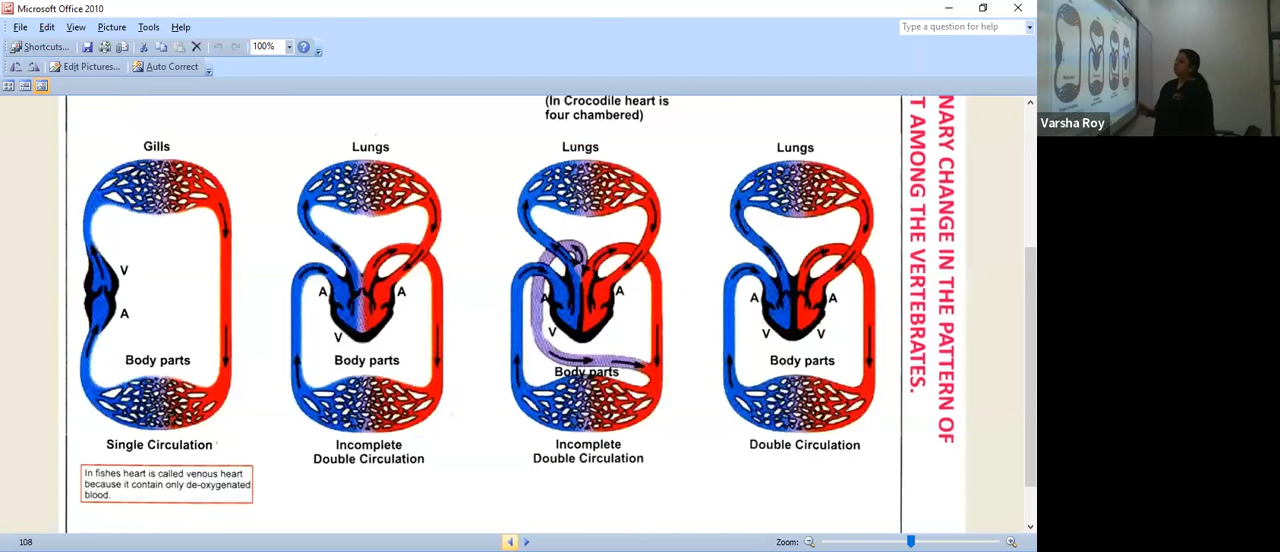 Microsoft Office 2010
File Edit View Picture Tools Help
Type a question for help
Shortcuts... 100%
Edit Pictures... Auto Correct
Varsha Roy
(In Crocodile heart is
four chambered)
Gills
Lungs
Lungs
Lungs
V
A
A
A
V
A
A
V
A
A
V
V
Body parts
Body parts
Body parts
Body parts
Single Circulation
Incomplete
Double Circulation
Incomplete
Double Circulation
Double Circulation
In fishes heart is called venous heart
because it contain only de-oxygenated
blood.
NARY CHANGE IN THE PATTERN OF
T AMONG THE VERTEBRATES.
108
Zoom: